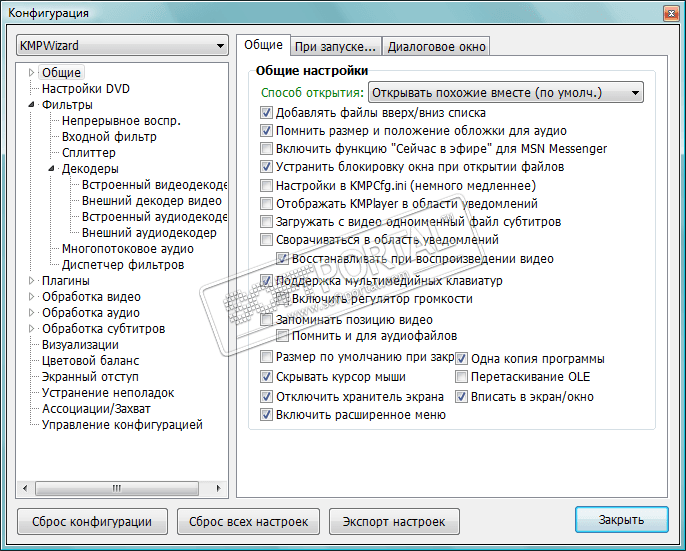 Конфигурация
KMPWizard
Общие
Настройки DVD
Фильтры
Непрерывное воспр.
Входной фильтр
Сплиттер
Декодеры
Встроенный видеодекоде
Внешний декодер видео
Встроенный аудиодекодер
Внешний аудиодекодер
Многопотоковое аудио
Диспетчер фильтров
Плагины
Обработка видео
Обработка аудио
Обработка субтитров
Визуализации
Цветовой баланс
Экранный отступ
Устранение неполадок
Ассоциации/Захват
Управление конфигурацией
Общие
При запуске...
Диалоговое окно
Общие настройки
Способ открытия: Открывать похожие вместе (по умолч.)
Добавлять файлы вверх/вниз списка
Помнить размер и положение обложки для аудио
Включить функцию "Сейчас в эфире" для MSN Messenger
Устранить блокировку окна при открытии файлов
Настройки в KMPCfg.ini (немного медленнее)
Отображать KMPlayer в области уведомлений
Загружать с видео одноименный файл субтитров
Сворачиваться в область уведомлений
Восстанавливать при воспроизведении видео
Поддержка мультимедийных клавиатур
Включить регулятор громкости
Запоминать позицию видео
Помнить и для аудиофайлов
Размер по умолчанию при закр
Одна копия программы
Скрывать курсор мыши
Перетаскивание OLE
Отключить хранитель экрана
Вписать в экран/окно
Включить расширенное меню
SOFTPORTAL
www.softportal.com
Сброс конфигурации
Сброс всех настроек
Экспорт настроек
Закрыть